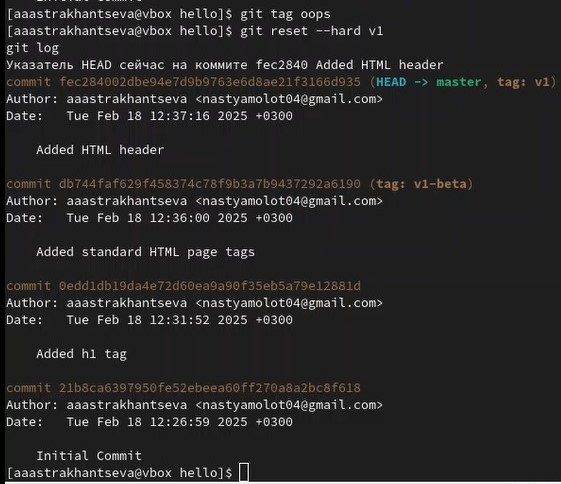 Initial Commit
[aaastrakhantseva@vbox hello]$ git tag oops
[aaastrakhantseva@vbox hello]$ git reset --hard v1
git log
Указатель HEAD сейчас на коммите fec2840 Added HTML header
commit fec284002dbe94e7d9b9763e6d8ae21f3166d935 (HEAD -> master, tag: v1)
Author: aaastrakhantseva <nastyamolot04@gmail.com>
Date:   Tue Feb 18 12:37:16 2025 +0300
    Added HTML header
commit db744faf629f458374c78f9b3a7b9437292a6190 (tag: v1-beta)
Author: aaastrakhantseva <nastyamolot04@gmail.com>
Date:   Tue Feb 18 12:36:00 2025 +0300
    Added standard HTML page tags
commit 0edd1db19da4e72d60ea9a90f35eb5a79e12881d
Author: aaastrakhantseva <nastyamolot04@gmail.com>
Date:   Tue Feb 18 12:31:52 2025 +0300
    Added h1 tag
commit 21b8ca6397950fe52ebeea60ff270a8a2bc8f618
Author: aaastrakhantseva <nastyamolot04@gmail.com>
Date:   Tue Feb 18 12:26:59 2025 +0300
    Initial Commit
[aaastrakhantseva@vbox hello]$